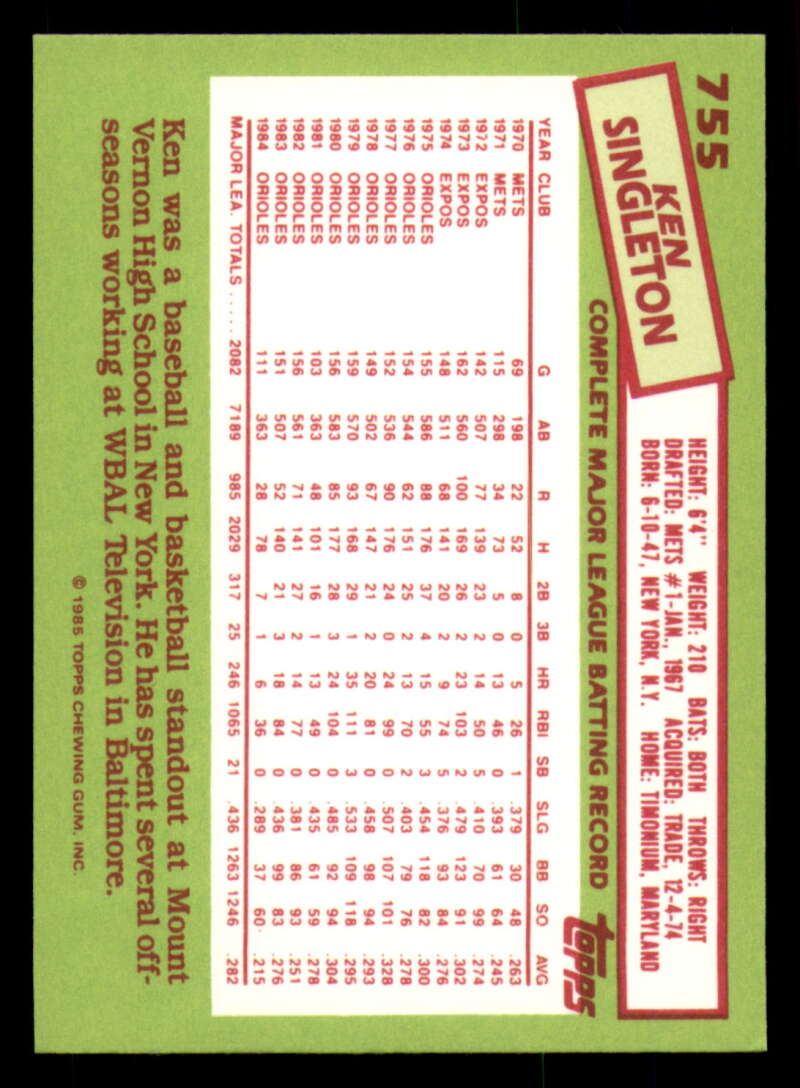 755
KEN
SINGLETON
HEIGHT: 6'4" WEIGHT: 210 BATS: BOTH THROWS: RIGHT
DRAFTED: METS #1-JAN., 1967 ACQUIRED: TRADE, 12-4-74
BORN: 6-10-47, NEW YORK, N.Y. HOME: TIMONIUM, MARYLAND
COMPLETE MAJOR LEAGUE BATTING RECORD
topps
YEAR CLUB G AB R H 2B 3B HR RBI SB SLG BB SO AVG
1970 METS 69 198 22 52 8 0 5 26 1 .379 30 48 .263
1971 METS 115 298 34 73 5 0 13 46 0 .393 61 64 .245
1972 EXPOS 142 507 77 139 23 2 14 50 5 .410 70 99 .274
1973 EXPOS 162 560 100 169 26 2 23 103 2 .479 123 91 .302
1974 EXPOS 148 511 68 141 20 2 9 74 5 .376 93 84 .276
1975 ORIOLES 155 586 88 176 37 4 15 55 3 .454 118 82 .300
1976 ORIOLES 154 544 62 151 25 2 13 70 2 .403 79 76 .278
1977 ORIOLES 152 536 90 176 24 0 24 99 0 .507 107 101 .328
1978 ORIOLES 149 502 67 147 21 2 20 81 0 .458 98 94 .293
1979 ORIOLES 159 570 93 168 29 1 35 111 3 .533 109 118 .295
1980 ORIOLES 156 583 85 177 28 3 24 104 0 .485 92 94 .304
1981 ORIOLES 103 363 48 101 16 1 13 49 0 .435 61 59 .278
1982 ORIOLES 156 561 71 141 27 2 14 77 0 .381 86 93 .251
1983 ORIOLES 151 507 52 140 21 3 18 84 0 .436 99 83 .276
1984 ORIOLES 111 363 28 78 7 1 6 36 0 .289 37 60 .215
MAJOR LEA. TOTALS ..... 2082 7189 985 2029 317 25 246 1065 21 .436 1263 1246 .282
Ken was a baseball and basketball standout at Mount
Vernon High School in New York. He has spent several off-
seasons working at WBAL Television in Baltimore.
© 1985 TOPPS CHEWING GUM, INC.